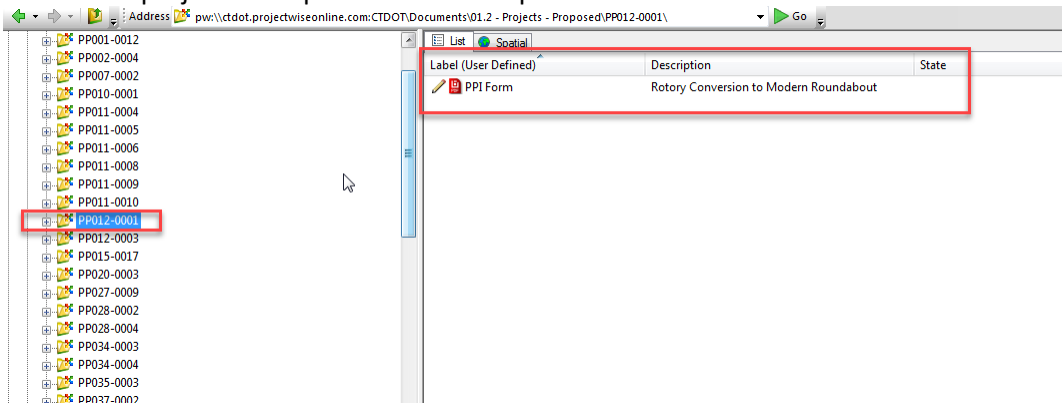 Address pw:\\ctdot.projectwiseonline.com:CTDOT\Documents\01.2 - Projects - Proposed\PP012-0001\ Go
PP001-0012
PP002-0004
PP007-0002
PP010-0001
PP011-0004
PP011-0005
PP011-0006
PP011-0008
PP011-0009
PP011-0010
PP012-0001
PP012-0003
PP015-0017
PP020-0003
PP027-0009
PP028-0002
PP028-0004
PP034-0003
PP034-0004
PP035-0003
PP037-0002
List Spatial
Label (User Defined) Description State
PPI Form Rotory Conversion to Modern Roundabout